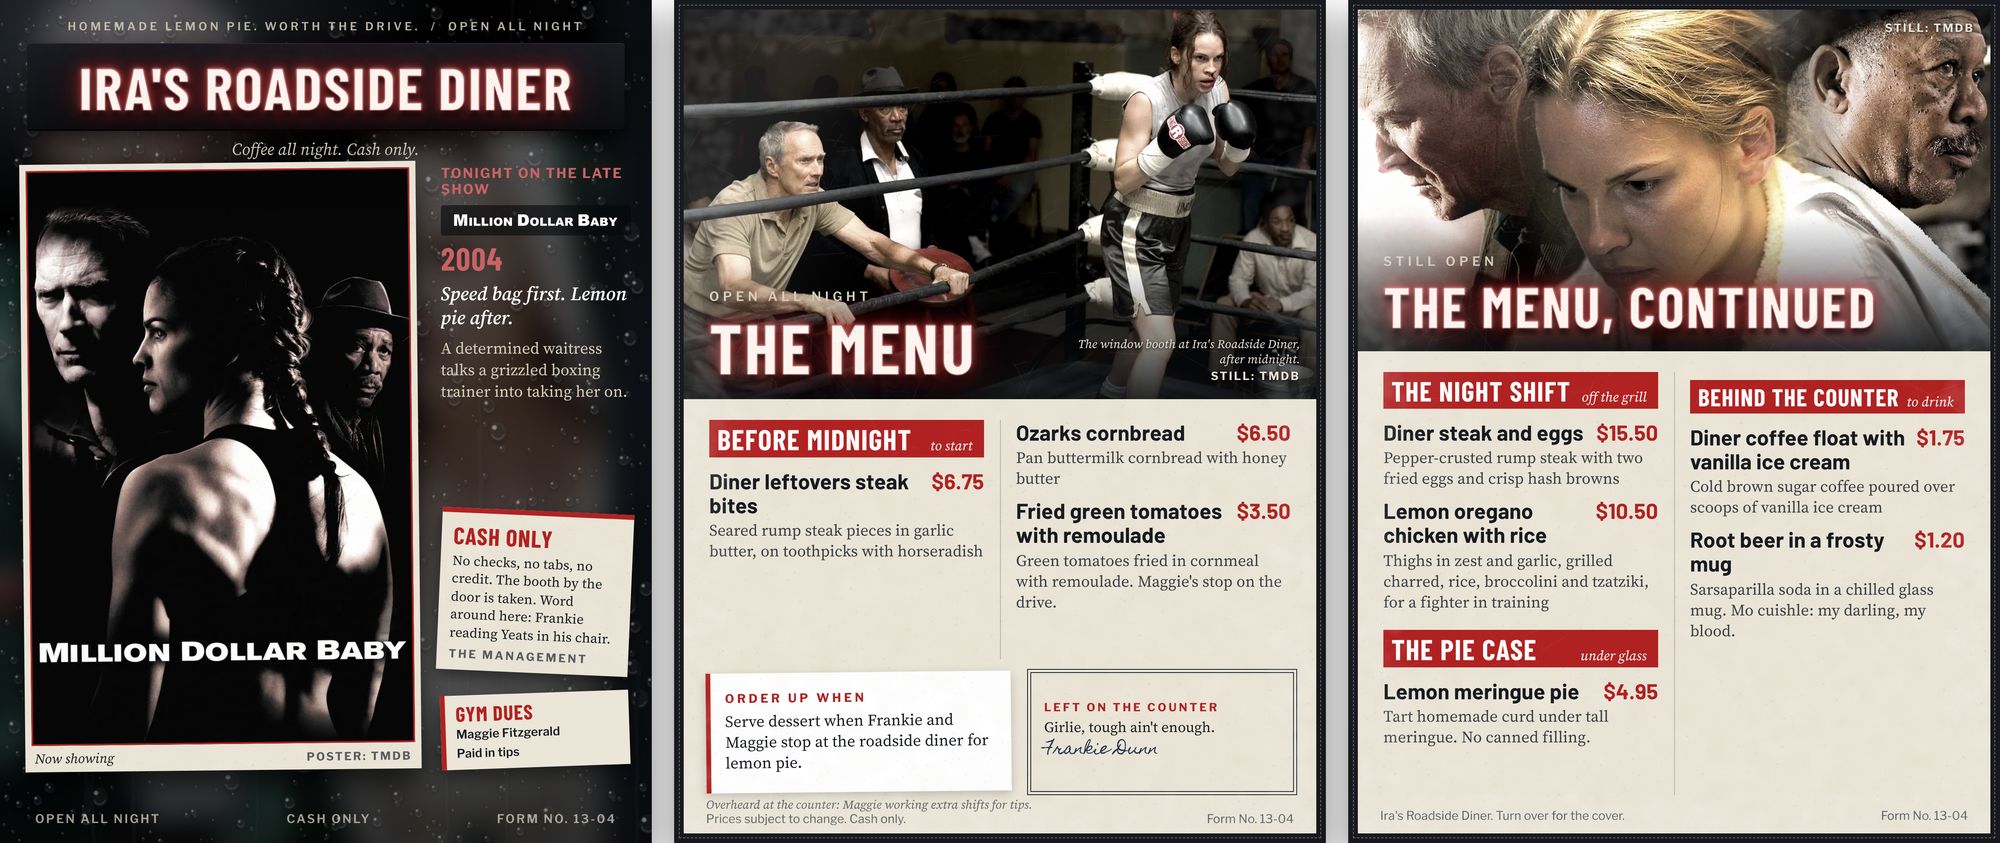 HOMEMADE LEMON PIE. WORTH THE DRIVE. / OPEN ALL NIGHT
IRA'S ROADSIDE DINER
Coffee all night. Cash only.
TONIGHT ON THE LATE
SHOW
MILLION DOLLAR BABY
2004
Speed bag first. Lemon
pie after.
A determined waitress
talks a grizzled boxing
trainer into taking her on.
MILLION DOLLAR BABY
Now showing
POSTER: TMDB
CASH ONLY
No checks, no tabs, no
credit. The booth by the
door is taken. Word
around here: Frankie
reading Yeats in his chair.
THE MANAGEMENT
GYM DUES
Maggie Fitzgerald
Paid in tips
OPEN ALL NIGHT
CASH ONLY
FORM NO. 13-04
OPEN ALL NIGHT
THE MENU
The window booth at Ira's Roadside Diner,
after midnight.
STILL: TMDB
BEFORE MIDNIGHT to start
Diner leftovers steak $6.75
bites
Seared rump steak pieces in garlic
butter, on toothpicks with horseradish
Ozarks cornbread $6.50
Pan buttermilk cornbread with honey
butter
Fried green tomatoes $3.50
with remoulade
Green tomatoes fried in cornmeal
with remoulade. Maggie's stop on the
drive.
ORDER UP WHEN
Serve dessert when Frankie and
Maggie stop at the roadside diner for
lemon pie.
LEFT ON THE COUNTER
Girlie, tough ain't enough.
Frankie Dunn
Overheard at the counter: Maggie working extra shifts for tips.
Prices subject to change. Cash only.
Form No. 13-04
STILL: TMDB
STILL OPEN
THE MENU, CONTINUED
THE NIGHT SHIFT off the grill
Diner steak and eggs $15.50
Pepper-crusted rump steak with two
fried eggs and crisp hash browns
Lemon oregano $10.50
chicken with rice
Thighs in zest and garlic, grilled
charred, rice, broccolini and tzatziki,
for a fighter in training
THE PIE CASE under glass
Lemon meringue pie $4.95
Tart homemade curd under tall
meringue. No canned filling.
BEHIND THE COUNTER to drink
Diner coffee float with $1.75
vanilla ice cream
Cold brown sugar coffee poured over
scoops of vanilla ice cream
Root beer in a frosty $1.20
mug
Sarsaparilla soda in a chilled glass
mug. Mo cuishle: my darling, my
blood.
Ira's Roadside Diner. Turn over for the cover.
Form No. 13-04